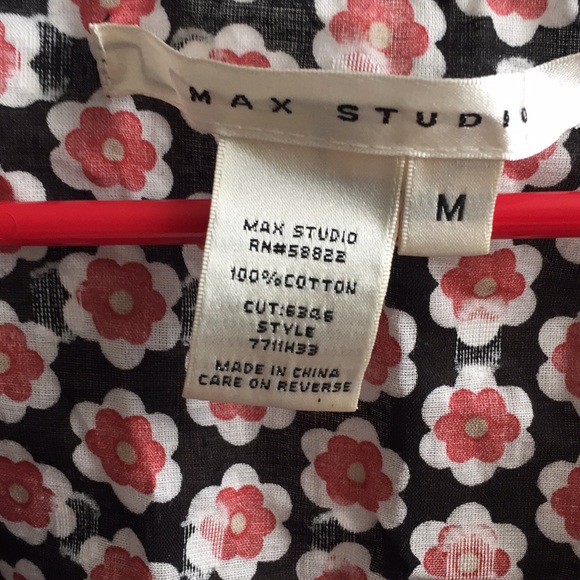 MAX STUDIO
M
MAX STUDIO
RN#58822
100%COTTON
CUT:6346
STYLE
7711H33
MADE IN CHINA
CARE ON REVERSE